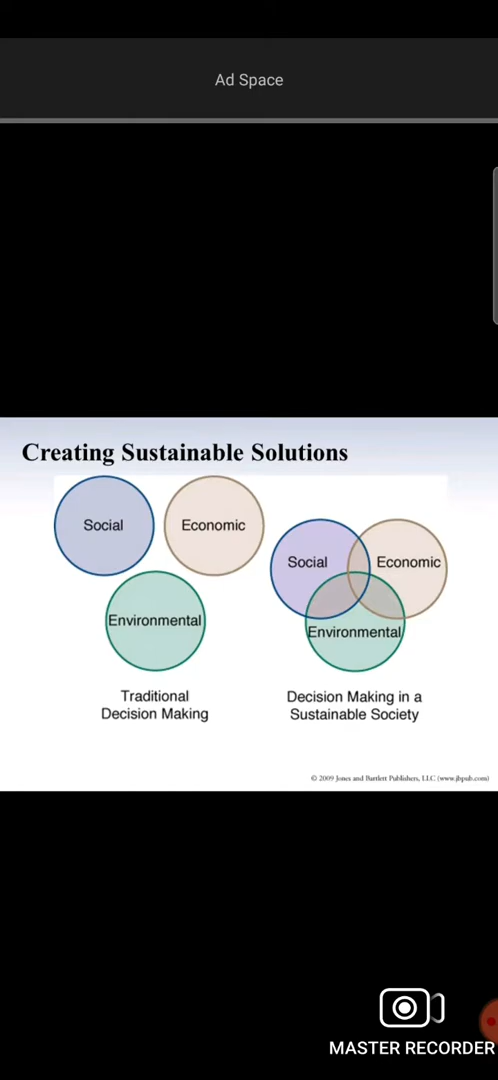 Ad Space
Creating Sustainable Solutions
Social
Economic
Environmental
Traditional
Decision Making
Social
Economic
Environmental
Decision Making in a
Sustainable Society
© 2009 Jones and Bartlett Publishers, LLC (www.jbpub.com)
MASTER RECORDER